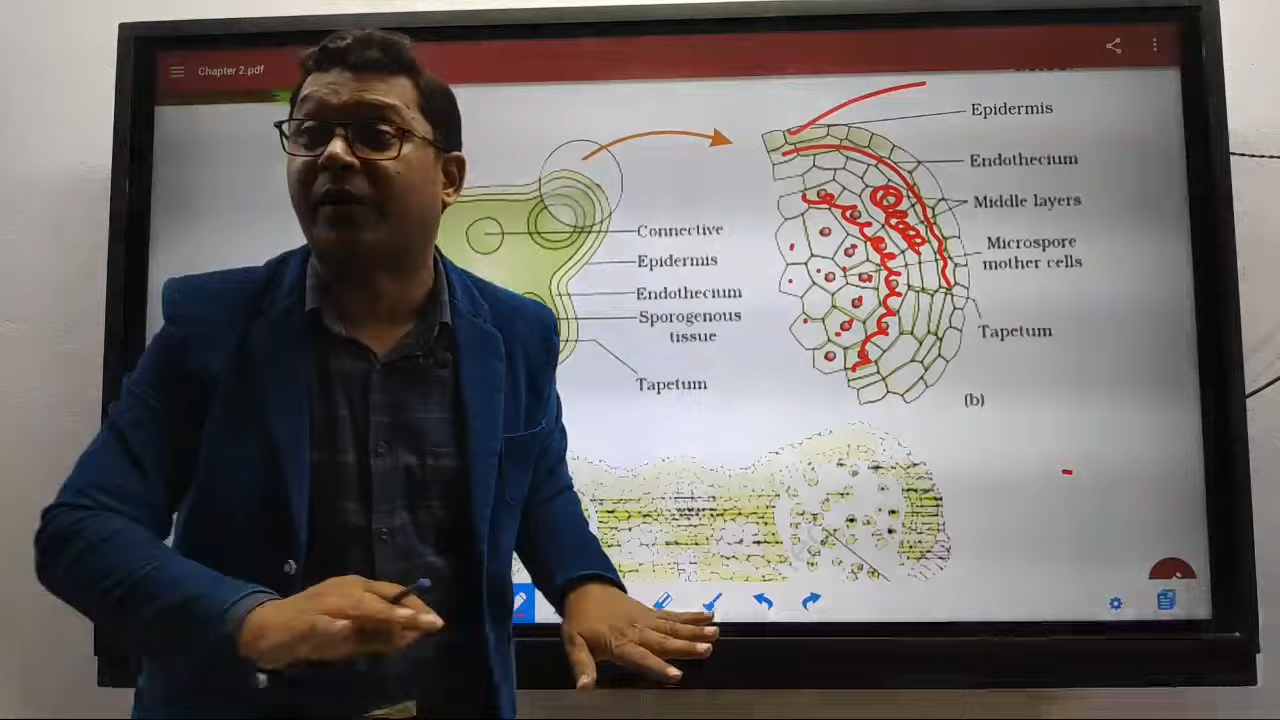 Chapter 2.pdf
Epidermis
Endothecium
Middle layers
Microspore
mother cells
Tapetum
(b)
Connective
Epidermis
Endothecium
Sporogenous
tissue
Tapetum